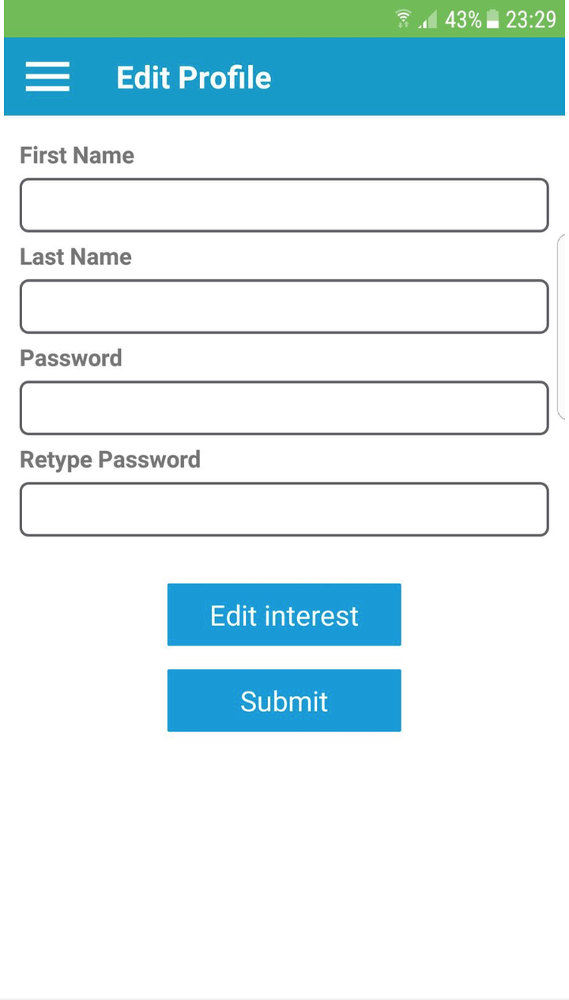 43% 23:29
Edit Profile
First Name
Last Name
Password
Retype Password
Edit interest
Submit